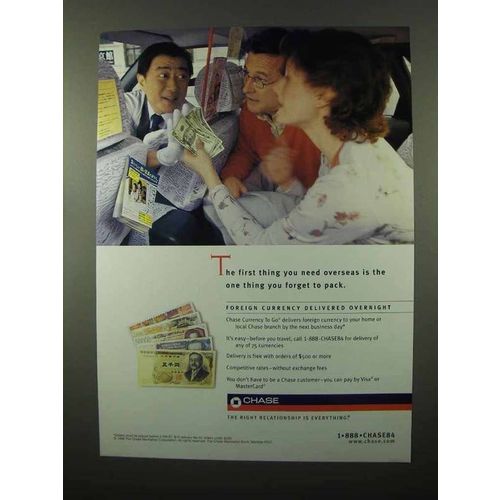 The first thing you need overseas is the
one thing you forget to pack.
FOREIGN CURRENCY DELIVERED OVERNIGHT
Chase Currency To Go® delivers foreign currency to your home or
local Chase branch by the next business day*
It's easy—before you travel, call 1-888-CHASE84 for delivery of
any of 75 currencies
Delivery is free with orders of $500 or more
Competitive rates—without exchange fees
You don't have to be a Chase customer—you can pay by Visa® or
MasterCard®
CHASE
THE RIGHT RELATIONSHIP IS EVERYTHING.®
1•888•CHASE84
www.chase.com